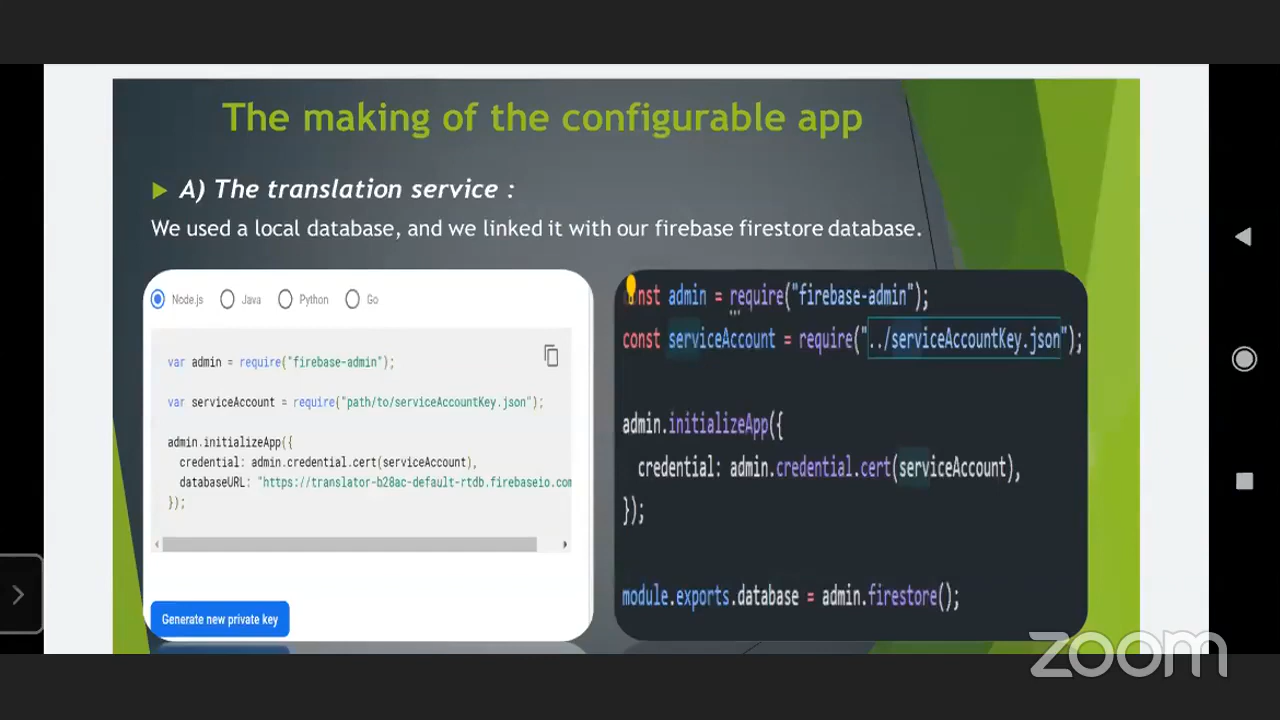 The making of the configurable app
A) The translation service :
We used a local database, and we linked it with our firebase firestore database.
Node.js Java Python Go
var admin = require("firebase-admin");
var serviceAccount = require("path/to/serviceAccountKey.json");
admin.initializeApp({
credential: admin.credential.cert(serviceAccount),
databaseURL: "https://translator-b28ac-default-rtdb.firebaseio.com
});
Generate new private key
nst admin = require("firebase-admin");
const serviceAccount = require("../serviceAccountKey.json");
admin.initializeApp({
credential: admin.credential.cert(serviceAccount),
});
module.exports.database = admin.firestore();
zoom